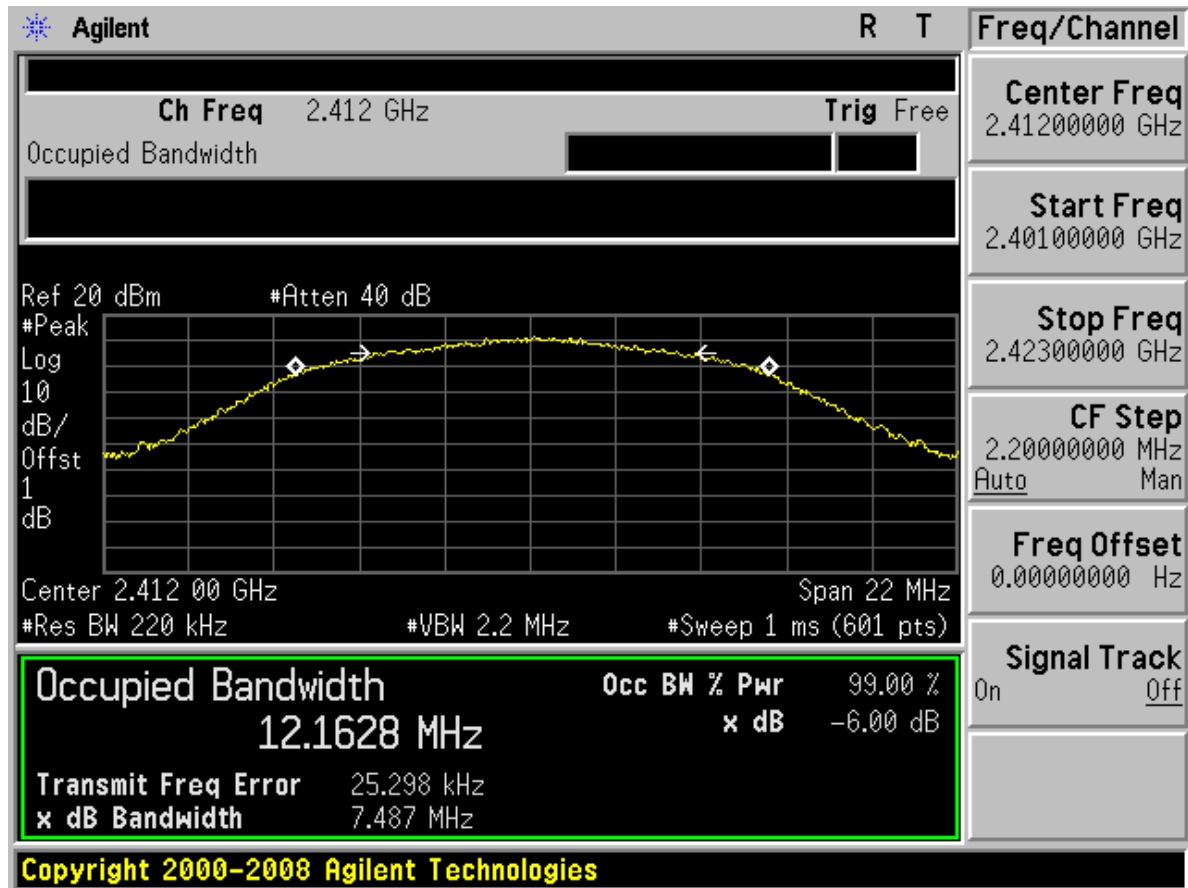 Agilent R T
Ch Freq 2.412 GHz Trig Free
Occupied Bandwidth
Ref 20 dBm #Atten 40 dB
#Peak
Log
10
dB/
Offst
1
dB
Center 2.412 00 GHz Span 22 MHz
#Res BW 220 kHz #VBW 2.2 MHz #Sweep 1 ms (601 pts)
Occupied Bandwidth Occ BW % Pwr 99.00 %
12.1628 MHz x dB -6.00 dB
Transmit Freq Error 25.298 kHz
x dB Bandwidth 7.487 MHz
Copyright 2000-2008 Agilent Technologies
Freq/Channel
Center Freq
2.41200000 GHz
Start Freq
2.40100000 GHz
Stop Freq
2.42300000 GHz
CF Step
2.20000000 MHz
Auto Man
Freq Offset
0.00000000 Hz
Signal Track
On Off